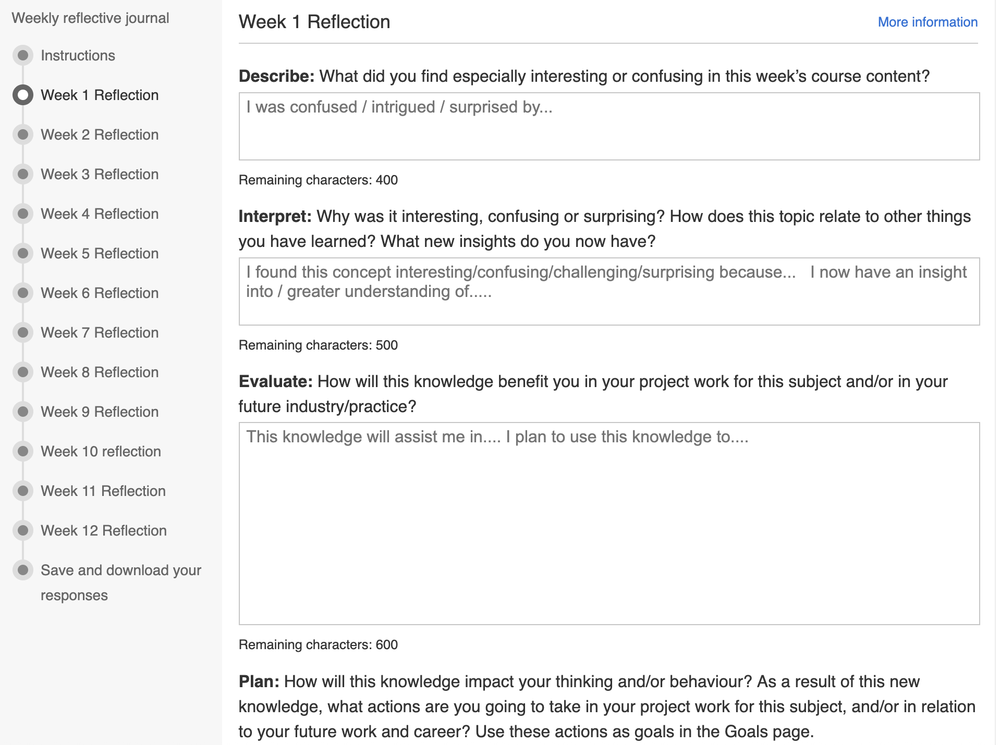 Weekly reflective journal
Instructions
Week 1 Reflection
Week 2 Reflection
Week 3 Reflection
Week 4 Reflection
Week 5 Reflection
Week 6 Reflection
Week 7 Reflection
Week 8 Reflection
Week 9 Reflection
Week 10 reflection
Week 11 Reflection
Week 12 Reflection
Save and download your
responses
Week 1 Reflection
More information
Describe: What did you find especially interesting or confusing in this week’s course content?
I was confused / intrigued / surprised by...
Remaining characters: 400
Interpret: Why was it interesting, confusing or surprising? How does this topic relate to other things
you have learned? What new insights do you now have?
I found this concept interesting/confusing/challenging/surprising because...   I now have an insight
into / greater understanding of.....
Remaining characters: 500
Evaluate: How will this knowledge benefit you in your project work for this subject and/or in your
future industry/practice?
This knowledge will assist me in.... I plan to use this knowledge to....
Remaining characters: 600
Plan: How will this knowledge impact your thinking and/or behaviour? As a result of this new
knowledge, what actions are you going to take in your project work for this subject, and/or in relation
to your future work and career? Use these actions as goals in the Goals page.